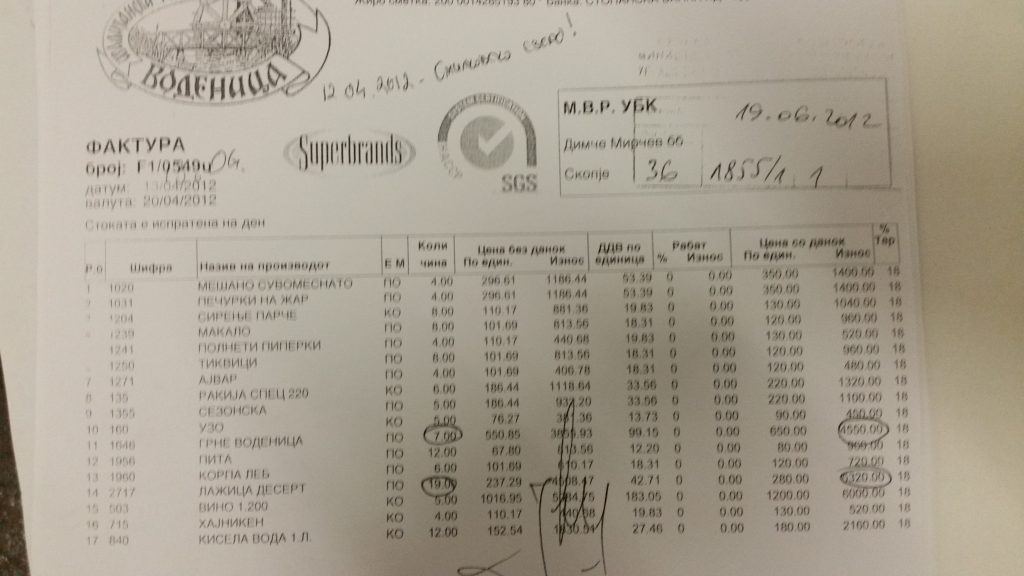 ВОДЕНИЦА
12.04.2012 -
ФАКТУРА
број: F1/0549
датум: 13/04/2012
валута: 20/04/2012
Стоката е испратена на ден
Superbrands
SGS
М.В.Р. УБК
19.06.2012
Димче Мирчев бб
Скопје 36 1855/1 1
Р.б Шифра Назив на производот ЕМ Количина Цена без данок По един. Износ ДДВ по единица Рабат % Износ Цена со данок По един. Износ % Тар
1 1020 МЕШАНО СУВОМЕСНАТО ПО 4.00 296.61 1186.44 53.39 0 0.00 350.00 1400.00 18
2 1031 ПЕЧУРКИ НА ЖАР ПО 4.00 296.61 1186.44 53.39 0 0.00 350.00 1400.00 18
1204 СИРЕЊЕ ПАРЧЕ КО 8.00 110.17 881.36 19.83 0 0.00 130.00 1040.00 18
1239 МАКАЛО ПО 8.00 101.69 813.56 18.31 0 0.00 120.00 960.00 18
1241 ПОЛНЕТИ ПИПЕРКИ ПО 4.00 110.17 440.68 19.83 0 0.00 130.00 520.00 18
1250 ТИКВИЦИ ПО 8.00 101.69 813.56 18.31 0 0.00 120.00 960.00 18
7 1271 АЈВАР ПО 4.00 101.69 406.78 18.31 0 0.00 120.00 480.00 18
8 135 РАКИЈА СПЕЦ 220 КО 6.00 186.44 1118.64 33.56 0 0.00 220.00 1320.00 18
9 1355 СЕЗОНСКА ПО 5.00 186.44 932.20 33.56 0 0.00 220.00 1100.00 18
10 160 УЗО КО 5.00 76.27 381.36 13.73 0 0.00 90.00 450.00 18
11 1646 ГРНЕ ВОДЕНИЦА ПО 7.00 550.85 3855.93 99.15 0 0.00 650.00 4550.00 18
12 1956 ПИТА ПО 12.00 67.80 813.56 12.20 0 0.00 80.00 960.00 18
13 1960 КОРПА ЛЕБ ПО 6.00 101.69 610.17 18.31 0 0.00 120.00 720.00 18
14 2717 ЛАЖИЦА ДЕСЕРТ ПО 19.00 237.29 4508.47 42.71 0 0.00 280.00 5320.00 18
15 503 ВИНО 1.200 КО 5.00 1016.95 5084.75 183.05 0 0.00 1200.00 6000.00 18
16 715 ХАЈНИКЕН КО 4.00 110.17 440.68 19.83 0 0.00 130.00 520.00 18
17 840 КИСЕЛА ВОДА 1 Л. КО 12.00 152.54 1830.51 27.46 0 0.00 180.00 2160.00 18